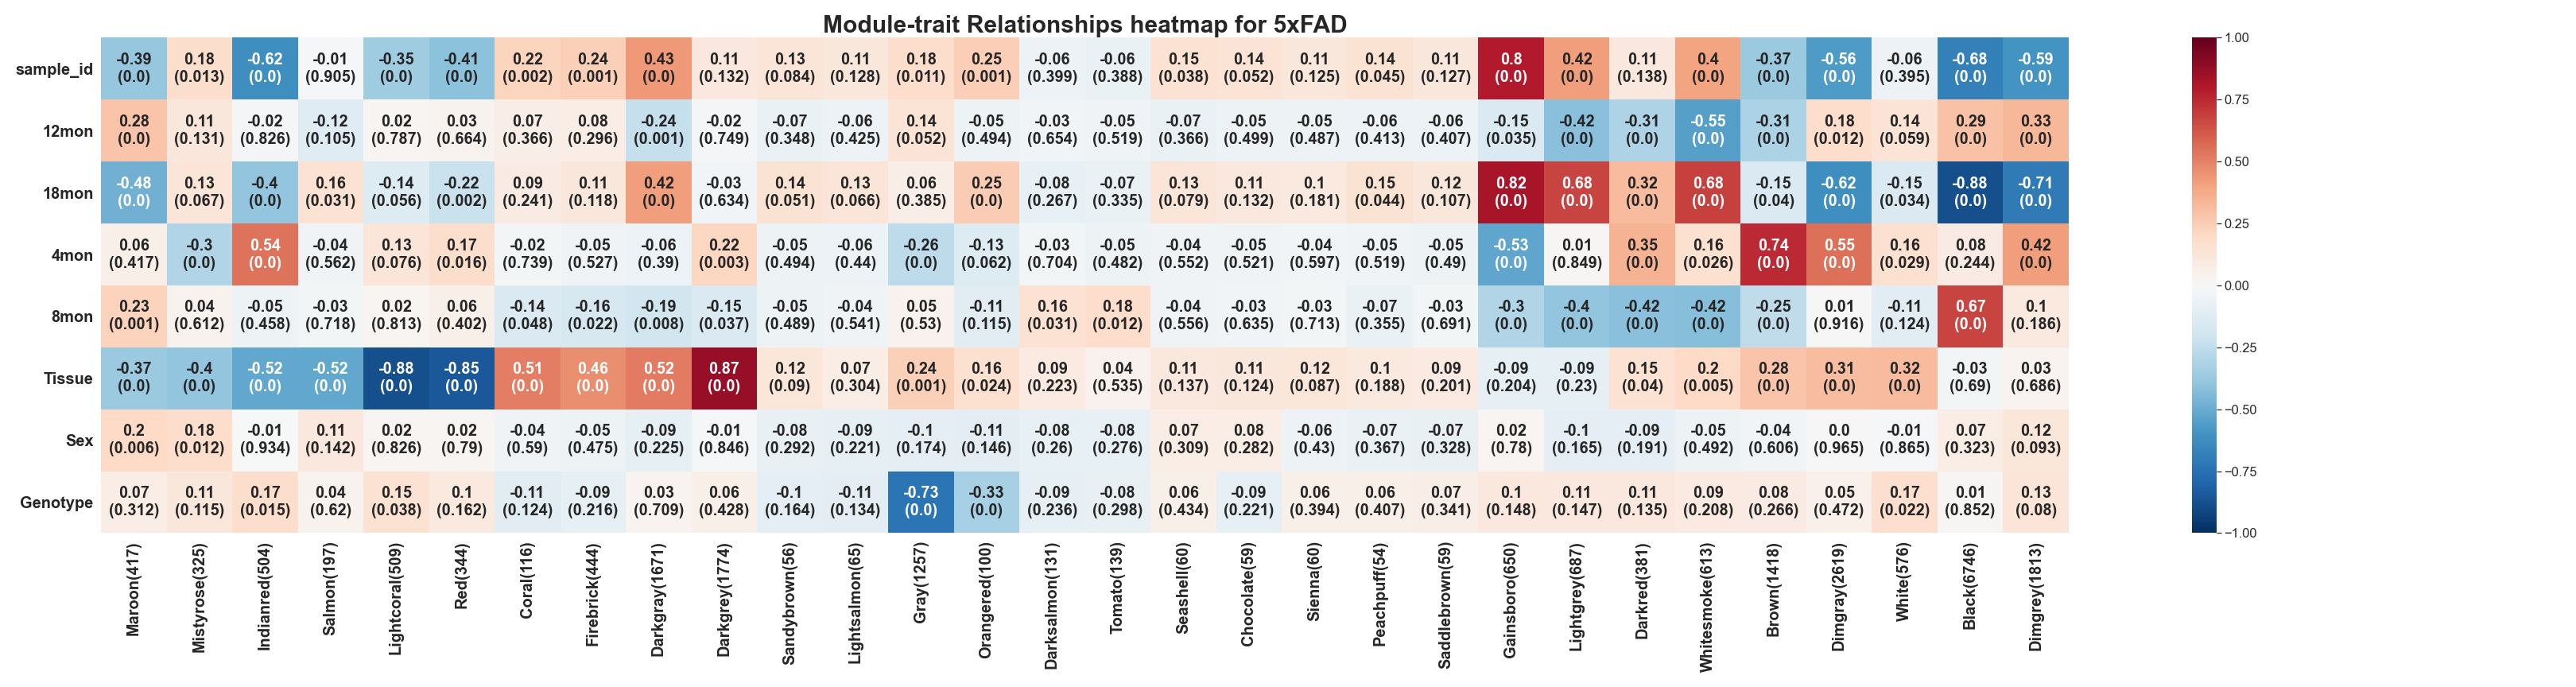 Module-trait Relationships heatmap for 5xFAD
sample_id
-0.39 0.18 -0.62 -0.01 -0.35 -0.41 0.22 0.24 0.43 0.11 0.13 0.11 0.18 0.25 -0.06 -0.06 0.15 0.14 0.11 0.14 0.11 0.8 0.42 0.11 0.4 -0.37 -0.56 -0.06 -0.68 -0.59
(0.0) (0.013) (0.0) (0.905) (0.0) (0.0) (0.002) (0.001) (0.0) (0.132) (0.084) (0.128) (0.011) (0.001) (0.399) (0.388) (0.038) (0.052) (0.125) (0.045) (0.127) (0.0) (0.0) (0.138) (0.0) (0.0) (0.0) (0.395) (0.0) (0.0)
12mon
0.28 0.11 -0.02 -0.12 0.02 0.03 0.07 0.08 -0.24 -0.02 -0.07 -0.06 0.14 -0.05 -0.03 -0.05 -0.07 -0.05 -0.05 -0.06 -0.06 -0.15 -0.42 -0.31 -0.55 -0.31 0.18 0.14 0.29 0.33
(0.0) (0.131) (0.826) (0.105) (0.787) (0.664) (0.366) (0.296) (0.001) (0.749) (0.348) (0.425) (0.052) (0.494) (0.654) (0.519) (0.366) (0.499) (0.487) (0.413) (0.407) (0.035) (0.0) (0.0) (0.0) (0.0) (0.012) (0.059) (0.0) (0.0)
18mon
-0.48 0.13 -0.4 0.16 -0.14 -0.22 0.09 0.11 0.42 -0.03 0.14 0.13 0.06 0.25 -0.08 -0.07 0.13 0.11 0.1 0.15 0.12 0.82 0.68 0.32 0.68 -0.15 -0.62 -0.15 -0.88 -0.71
(0.0) (0.067) (0.0) (0.031) (0.056) (0.002) (0.241) (0.118) (0.0) (0.634) (0.051) (0.066) (0.385) (0.0) (0.267) (0.335) (0.079) (0.132) (0.181) (0.044) (0.107) (0.0) (0.0) (0.0) (0.0) (0.04) (0.0) (0.034) (0.0) (0.0)
4mon
0.06 -0.3 0.54 -0.04 0.13 0.17 -0.02 -0.05 -0.06 0.22 -0.05 -0.06 -0.26 -0.13 -0.03 -0.05 -0.04 -0.05 -0.04 -0.05 -0.05 -0.53 0.01 0.35 0.16 0.74 0.55 0.16 0.08 0.42
(0.417) (0.0) (0.0) (0.562) (0.076) (0.016) (0.739) (0.527) (0.39) (0.003) (0.494) (0.44) (0.0) (0.062) (0.704) (0.482) (0.552) (0.521) (0.597) (0.519) (0.49) (0.0) (0.849) (0.0) (0.026) (0.0) (0.0) (0.029) (0.244) (0.0)
8mon
0.23 0.04 -0.05 -0.03 0.02 0.06 -0.14 -0.16 -0.19 -0.15 -0.05 -0.04 0.05 -0.11 0.16 0.18 -0.04 -0.03 -0.03 -0.07 -0.03 -0.3 -0.4 -0.42 -0.42 -0.25 0.01 -0.11 0.67 0.1
(0.001) (0.612) (0.458) (0.718) (0.813) (0.402) (0.048) (0.022) (0.008) (0.037) (0.489) (0.541) (0.53) (0.115) (0.031) (0.012) (0.556) (0.635) (0.713) (0.355) (0.691) (0.0) (0.0) (0.0) (0.0) (0.0) (0.916) (0.124) (0.0) (0.186)
Tissue
-0.37 -0.4 -0.52 -0.52 -0.88 -0.85 0.51 0.46 0.52 0.87 0.12 0.07 0.24 0.16 0.09 0.04 0.11 0.11 0.12 0.1 0.09 -0.09 -0.09 0.15 0.2 0.28 0.31 0.32 -0.03 0.03
(0.0) (0.0) (0.0) (0.0) (0.0) (0.0) (0.0) (0.0) (0.0) (0.0) (0.09) (0.304) (0.001) (0.024) (0.223) (0.535) (0.137) (0.124) (0.087) (0.188) (0.201) (0.204) (0.23) (0.04) (0.005) (0.0) (0.0) (0.0) (0.69) (0.686)
Sex
0.2 0.18 -0.01 0.11 0.02 0.02 -0.04 -0.05 -0.09 -0.01 -0.08 -0.09 -0.1 -0.11 -0.08 -0.08 0.07 0.08 -0.06 -0.07 -0.07 0.02 -0.1 -0.09 -0.05 -0.04 0.0 -0.01 0.07 0.12
(0.006) (0.012) (0.934) (0.142) (0.826) (0.79) (0.59) (0.475) (0.225) (0.846) (0.292) (0.221) (0.174) (0.146) (0.26) (0.276) (0.309) (0.282) (0.43) (0.367) (0.328) (0.78) (0.165) (0.191) (0.492) (0.606) (0.965) (0.865) (0.323) (0.093)
Genotype
0.07 0.11 0.17 0.04 0.15 0.1 -0.11 -0.09 0.03 0.06 -0.1 -0.11 -0.73 -0.33 -0.09 -0.08 0.06 -0.09 0.06 0.06 0.07 0.1 0.11 0.11 0.09 0.08 0.05 0.17 0.01 0.13
(0.312) (0.115) (0.015) (0.62) (0.038) (0.162) (0.124) (0.216) (0.709) (0.428) (0.164) (0.134) (0.0) (0.0) (0.236) (0.298) (0.434) (0.221) (0.394) (0.407) (0.341) (0.148) (0.147) (0.135) (0.208) (0.266) (0.472) (0.022) (0.852) (0.08)
Maroon(417)
Mistyrose(325)
Indianred(504)
Salmon(197)
Lightcoral(509)
Red(344)
Coral(116)
Firebrick(444)
Darkgray(1671)
Darkgrey(1774)
Sandybrown(56)
Lightsalmon(65)
Gray(1257)
Orangered(100)
Darksalmon(131)
Tomato(139)
Seashell(60)
Chocolate(59)
Sienna(60)
Peachpuff(54)
Saddlebrown(59)
Gainsboro(650)
Lightgrey(687)
Darkred(381)
Whitesmoke(613)
Brown(1418)
Dimgray(2619)
White(576)
Black(6746)
Dimgrey(1813)
1.00
0.75
0.50
0.25
0.00
−0.25
−0.50
−0.75
−1.00